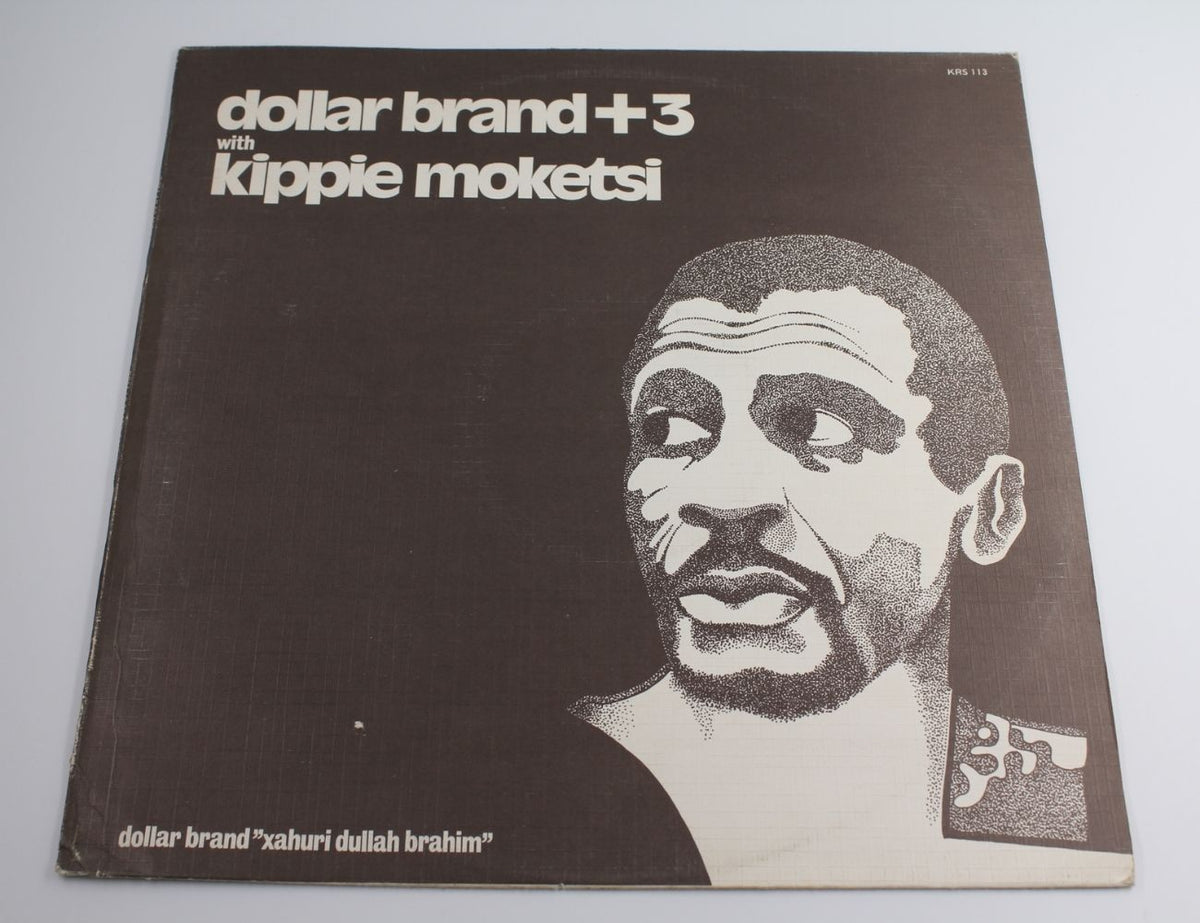 KRS 113
dollar brand + 3
with
kippie moketsi
dollar brand ”xahuri dullah brahim”